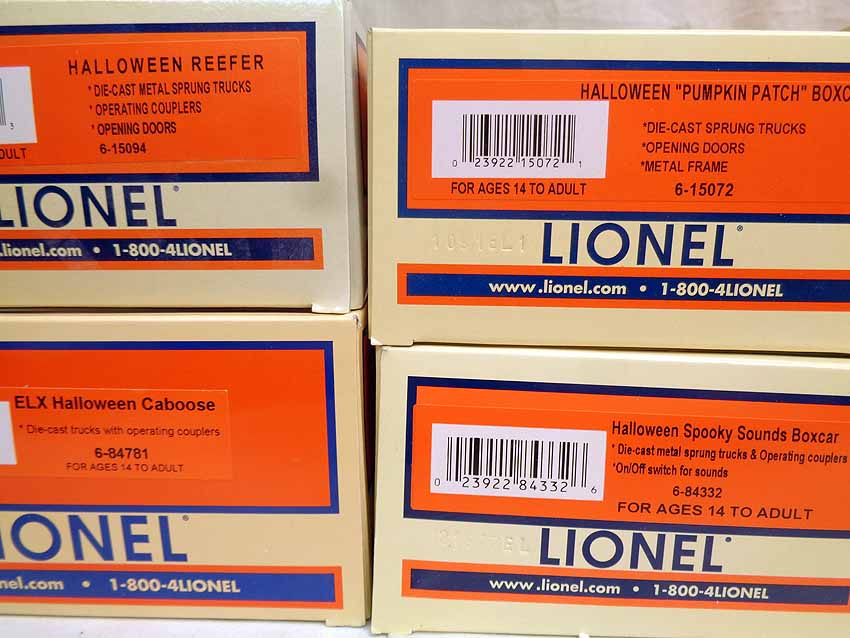 HALLOWEEN REEFER
* DIE-CAST METAL SPRUNG TRUCKS
* OPERATING COUPLERS
* OPENING DOORS
6-15094
3
DULT
LIONEL®
.lionel.com • 1-800-4LIONEL
HALLOWEEN "PUMPKIN PATCH" BOXC
0 23922 15072 1
*DIE-CAST SPRUNG TRUCKS
*OPENING DOORS
*METAL FRAME
FOR AGES 14 TO ADULT
6-15072
LIONEL®
www.lionel.com • 1-800-4LIONEL
ELX Halloween Caboose
* Die-cast trucks with operating couplers
6-84781
FOR AGES 14 TO ADULT
IONEL®
nel.com • 1-800-4LIONEL
Halloween Spooky Sounds Boxcar
* Die-cast metal sprung trucks & Operating couplers
*On/Off switch for sounds
0 23922 84332 6
6-84332
FOR AGES 14 TO ADULT
LIONEL®
www.lionel.com • 1-800-4LIONEL